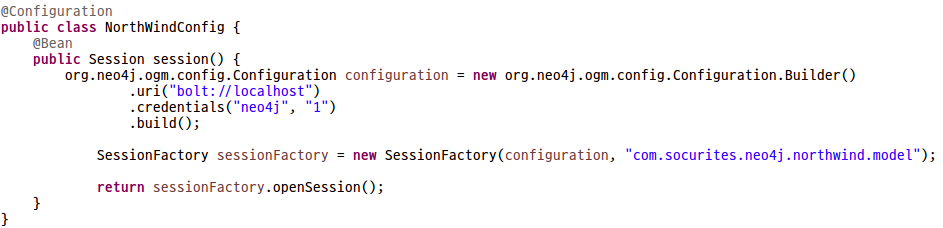 @Configuration
public class NorthWindConfig {
    @Bean
    public Session session() {
        org.neo4j.ogm.config.Configuration configuration = new org.neo4j.ogm.config.Configuration.Builder()
                .uri("bolt://localhost")
                .credentials("neo4j", "1")
                .build();

            SessionFactory sessionFactory = new SessionFactory(configuration, "com.socurites.neo4j.northwind.model");

            return sessionFactory.openSession();
    }
}